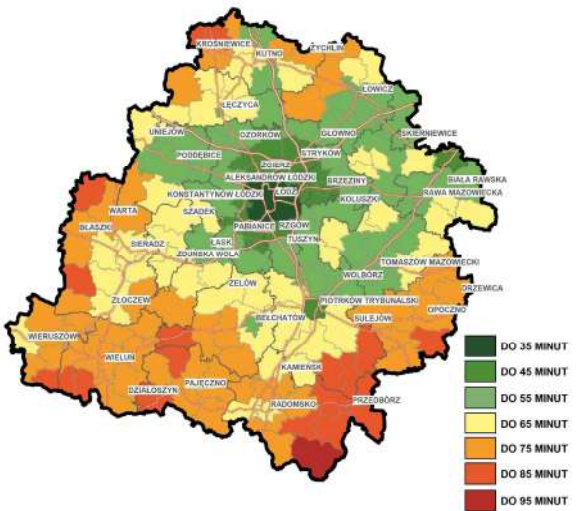 KROŚNIEWICE
ŻYCHLIN
KUTNO
ŁOWICZ
ŁĘCZYCA
UNIEJÓW
OZORKÓW
GŁOWNO
SKIERNIEWICE
STRYKÓW
PODDĘBICE
ZGIERZ
ALEKSANDRÓW ŁÓDZKI
BRZEZINY
BIAŁA RAWSKA
KONSTANTYNÓW ŁÓDZKI
ŁÓDŹ
RAWA MAZOWIECKA
KOLUSZKI
WARTA
SZADEK
PABIANICE
RZGÓW
BŁASZKI
SIERADZ
ŁASK
TUSZYN
ZDUŃSKA WOLA
TOMASZÓW MAZOWIECKI
WOLBÓRZ
ZŁOCZEW
ZELÓW
DRZEWICA
PIOTRKÓW TRYBUNALSKI
OPOCZNO
BEŁCHATÓW
SULEJÓW
WIERUSZÓW
WIELUŃ
KAMIEŃSK
DZIAŁOSZYN
PAJĘCZNO
RADOMSKO
PRZEDBÓRZ
DO 35 MINUT
DO 45 MINUT
DO 55 MINUT
DO 65 MINUT
DO 75 MINUT
DO 85 MINUT
DO 95 MINUT